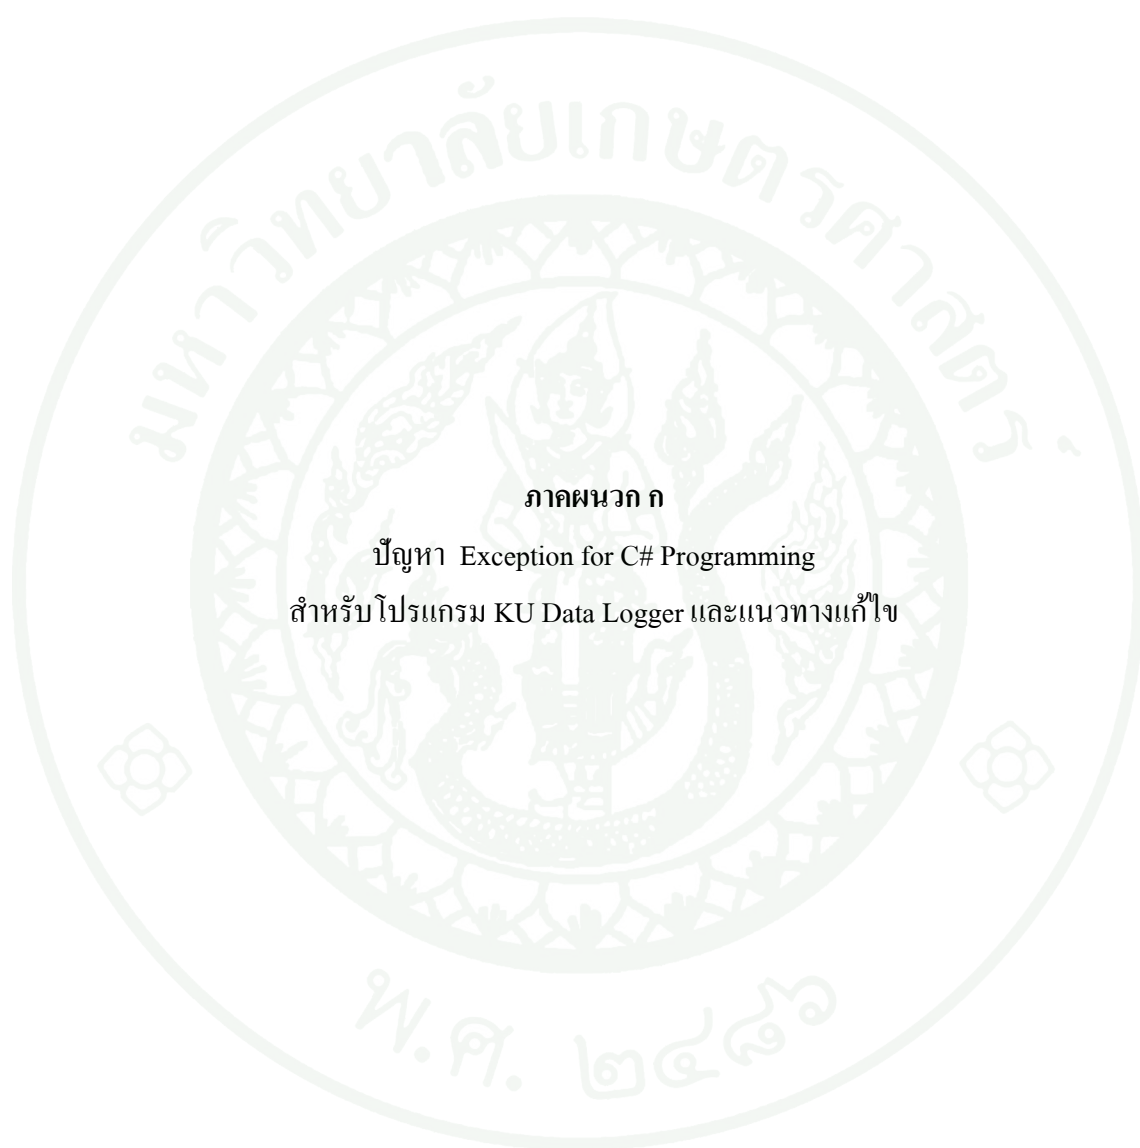 มหาวิทยาลัยเกษตรศาสตร์
ภาคผนวก ก
ปัญหา Exception for C# Programming
สำหรับโปรแกรม KU Data Logger และแนวทางแก้ไข
พ.ศ. ๒๔๘๖